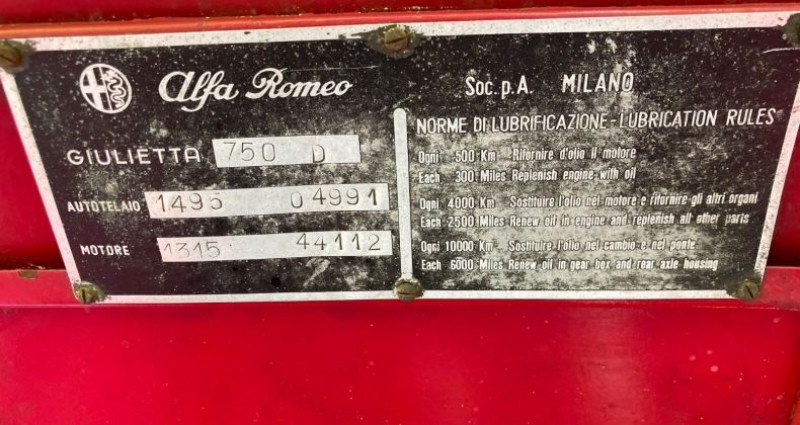 Alfa Romeo Soc. p. A. MILANO
GIULIETTA 750 D
AUTOTELAIO 1495 04991
MOTORE 1315 44112
NORME DI LUBRIFICAZIONE - LUBRICATION RULES
Ogni 500 Km - Rifornire d'olio il motore
Each 300 Miles Replenish engine with oil
Ogni 4000 Km - Sostituire l'olio nel motore e rifornire gli altri organi
Each 2500 Miles Renew oil in engine and replenish all other parts
Ogni 10000 Km - Sostituire l'olio nel cambio e nel ponte
Each 6000 Miles Renew oil in gear box and rear axle housing